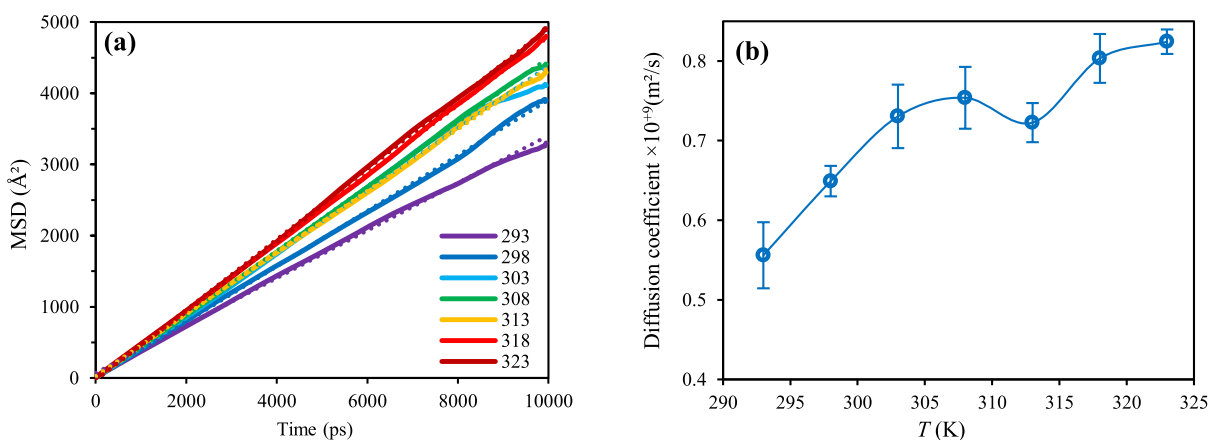 (a)
MSD (Å²)
5000
4000
3000
2000
1000
0
293
298
303
308
313
318
323
0 2000 4000 6000 8000 10000
Time (ps)
(b)
Diffusion coefficient ×10⁺⁹(m²/s)
0.8
0.7
0.6
0.5
0.4
290 295 300 305 310 315 320 325
T (K)